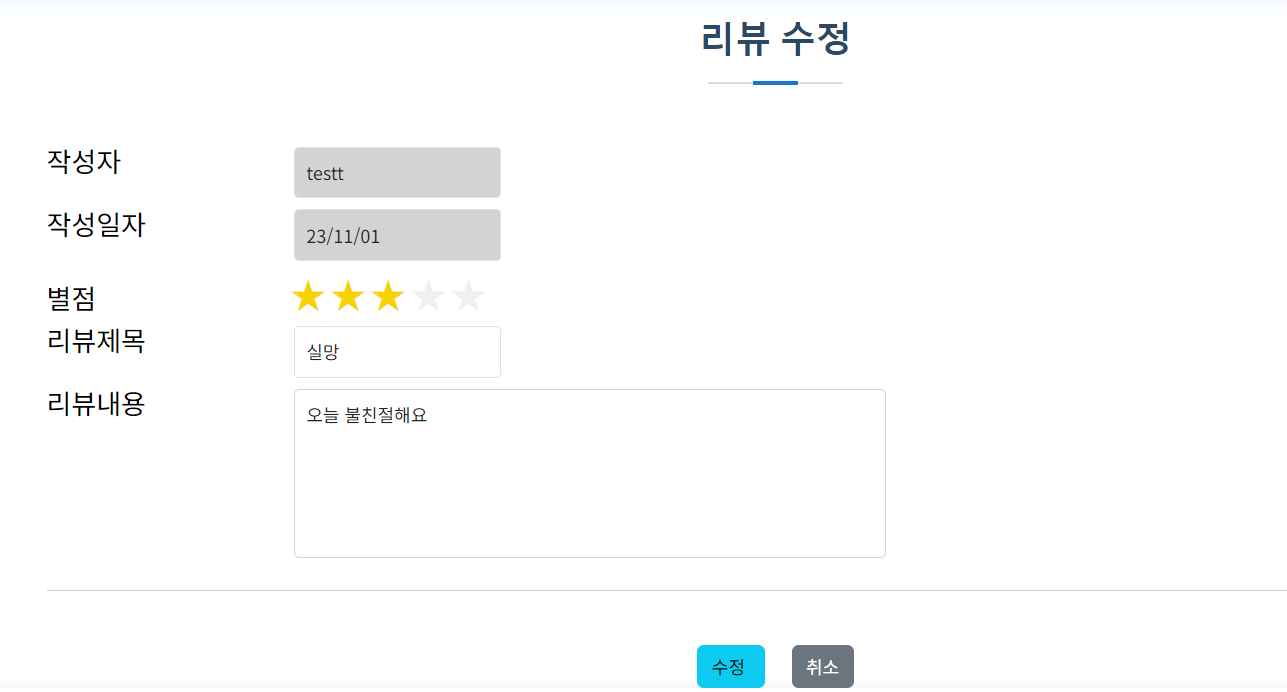 리뷰 수정
작성자
testt
작성일자
23/11/01
별점
리뷰제목
실망
리뷰내용
오늘 불친절해요
수정
취소